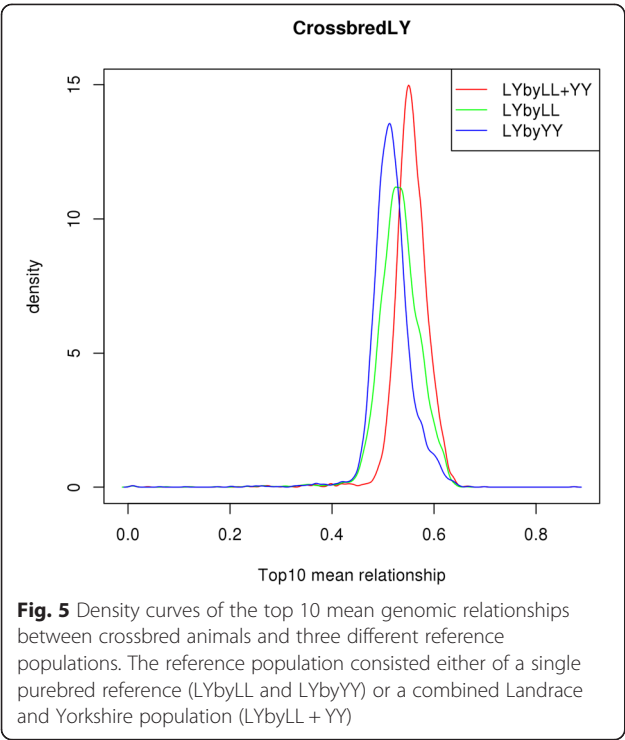 CrossbredLY
LYbyLL+YY
LYbyLL
LYbyYY
15
10
5
0
density
0.0 0.2 0.4 0.6 0.8
Top10 mean relationship
Fig. 5 Density curves of the top 10 mean genomic relationships
between crossbred animals and three different reference
populations. The reference population consisted either of a single
purebred reference (LYbyLL and LYbyYY) or a combined Landrace
and Yorkshire population (LYbyLL + YY)